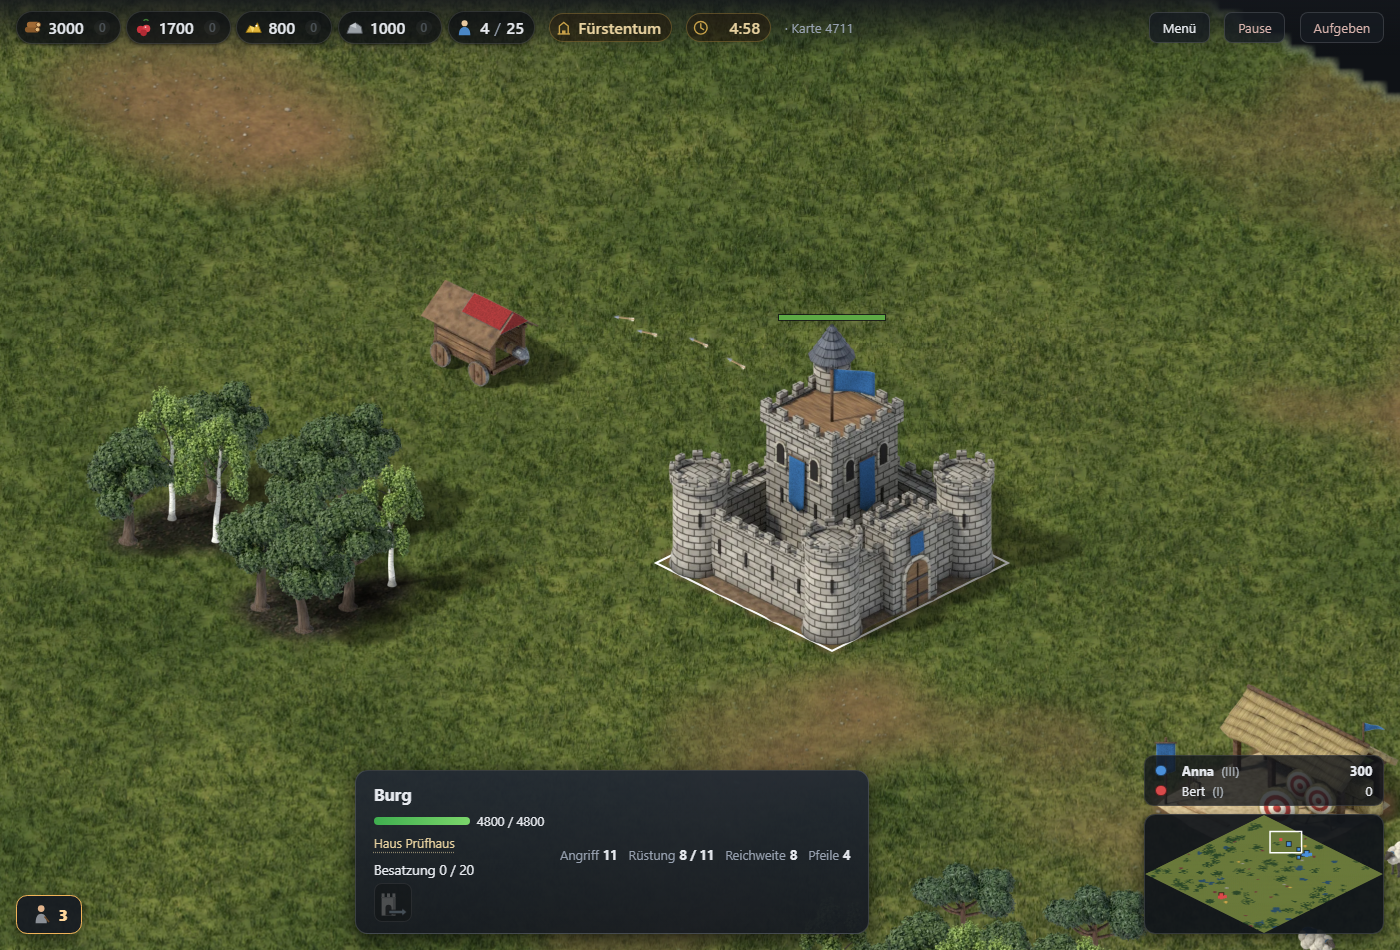 3000 0 1700 0 800 0 1000 0 4 / 25 Fürstentum 4:58 · Karte 4711 Menü Pause Aufgeben
Burg
4800 / 4800
Haus Prüfhaus
Angriff 11 Rüstung 8 / 11 Reichweite 8 Pfeile 4
Besatzung 0 / 20
Anna (III) 300
Bert (I) 0
3